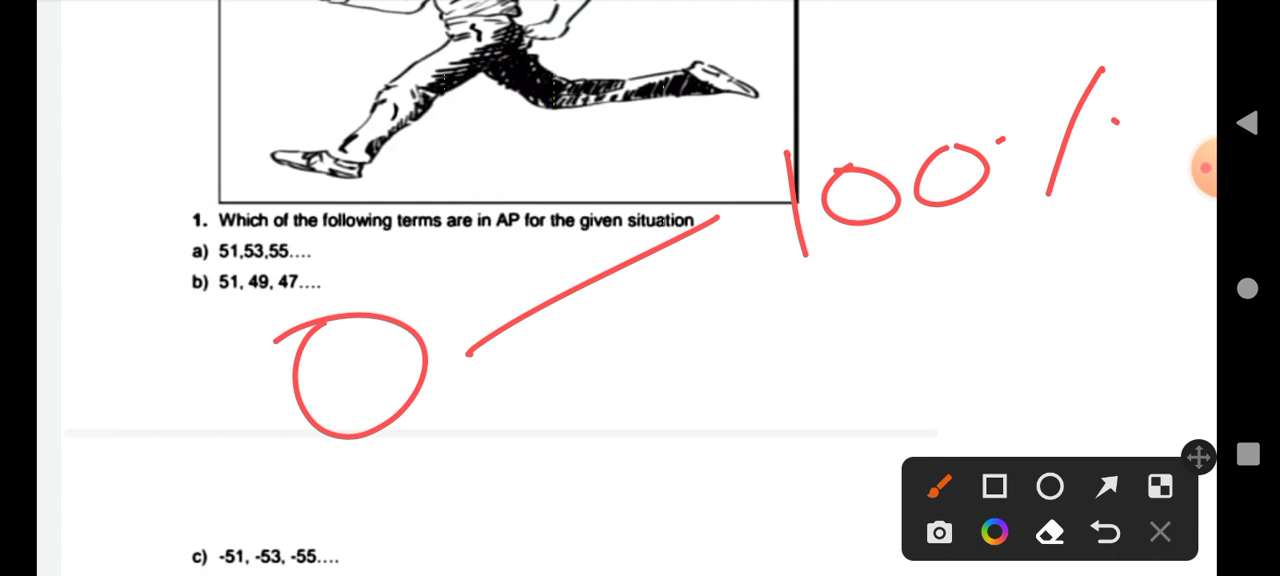 100%
1. Which of the following terms are in AP for the given situation
a) 51,53,55....
b) 51, 49, 47....
0
c) -51, -53, -55....